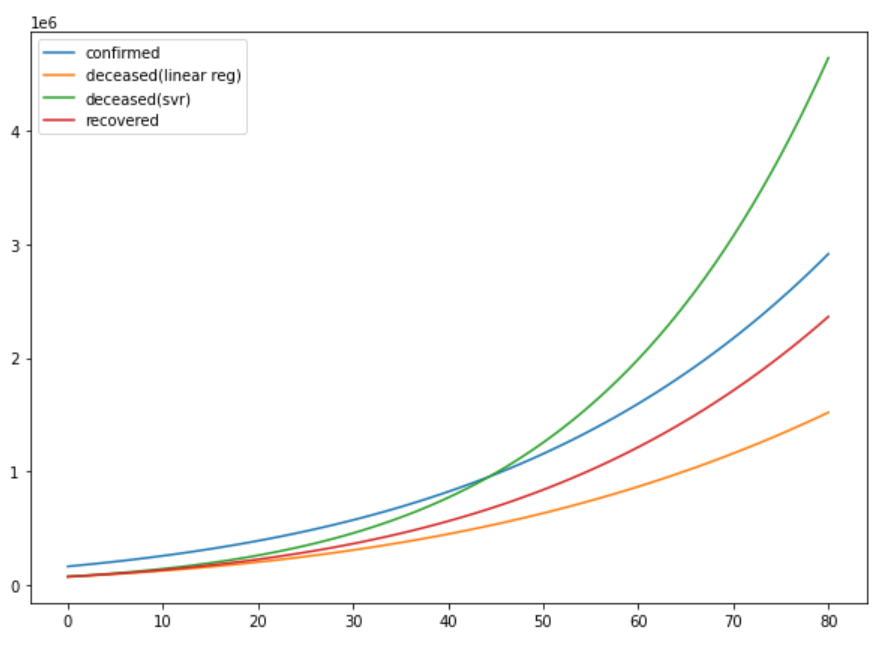 1e6
confirmed
deceased(linear reg)
deceased(svr)
recovered
4
3
2
1
0
0 10 20 30 40 50 60 70 80